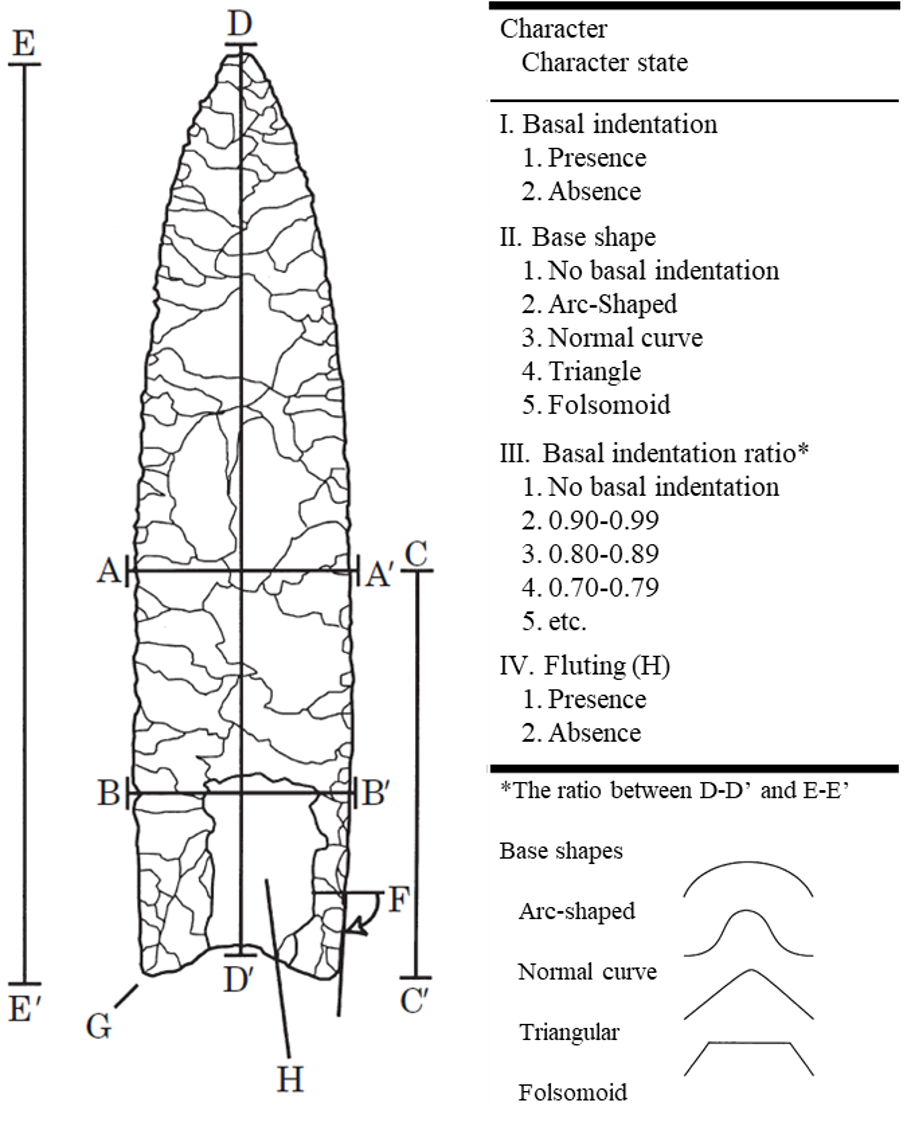 D
E
A
A′
C
B
B′
F
D′
C′
E′
G
H
Character
Character state
I. Basal indentation
1. Presence
2. Absence
II. Base shape
1. No basal indentation
2. Arc-Shaped
3. Normal curve
4. Triangle
5. Folsomoid
III. Basal indentation ratio*
1. No basal indentation
2. 0.90-0.99
3. 0.80-0.89
4. 0.70-0.79
5. etc.
IV. Fluting (H)
1. Presence
2. Absence
*The ratio between D-D’ and E-E’
Base shapes
Arc-shaped
Normal curve
Triangular
Folsomoid